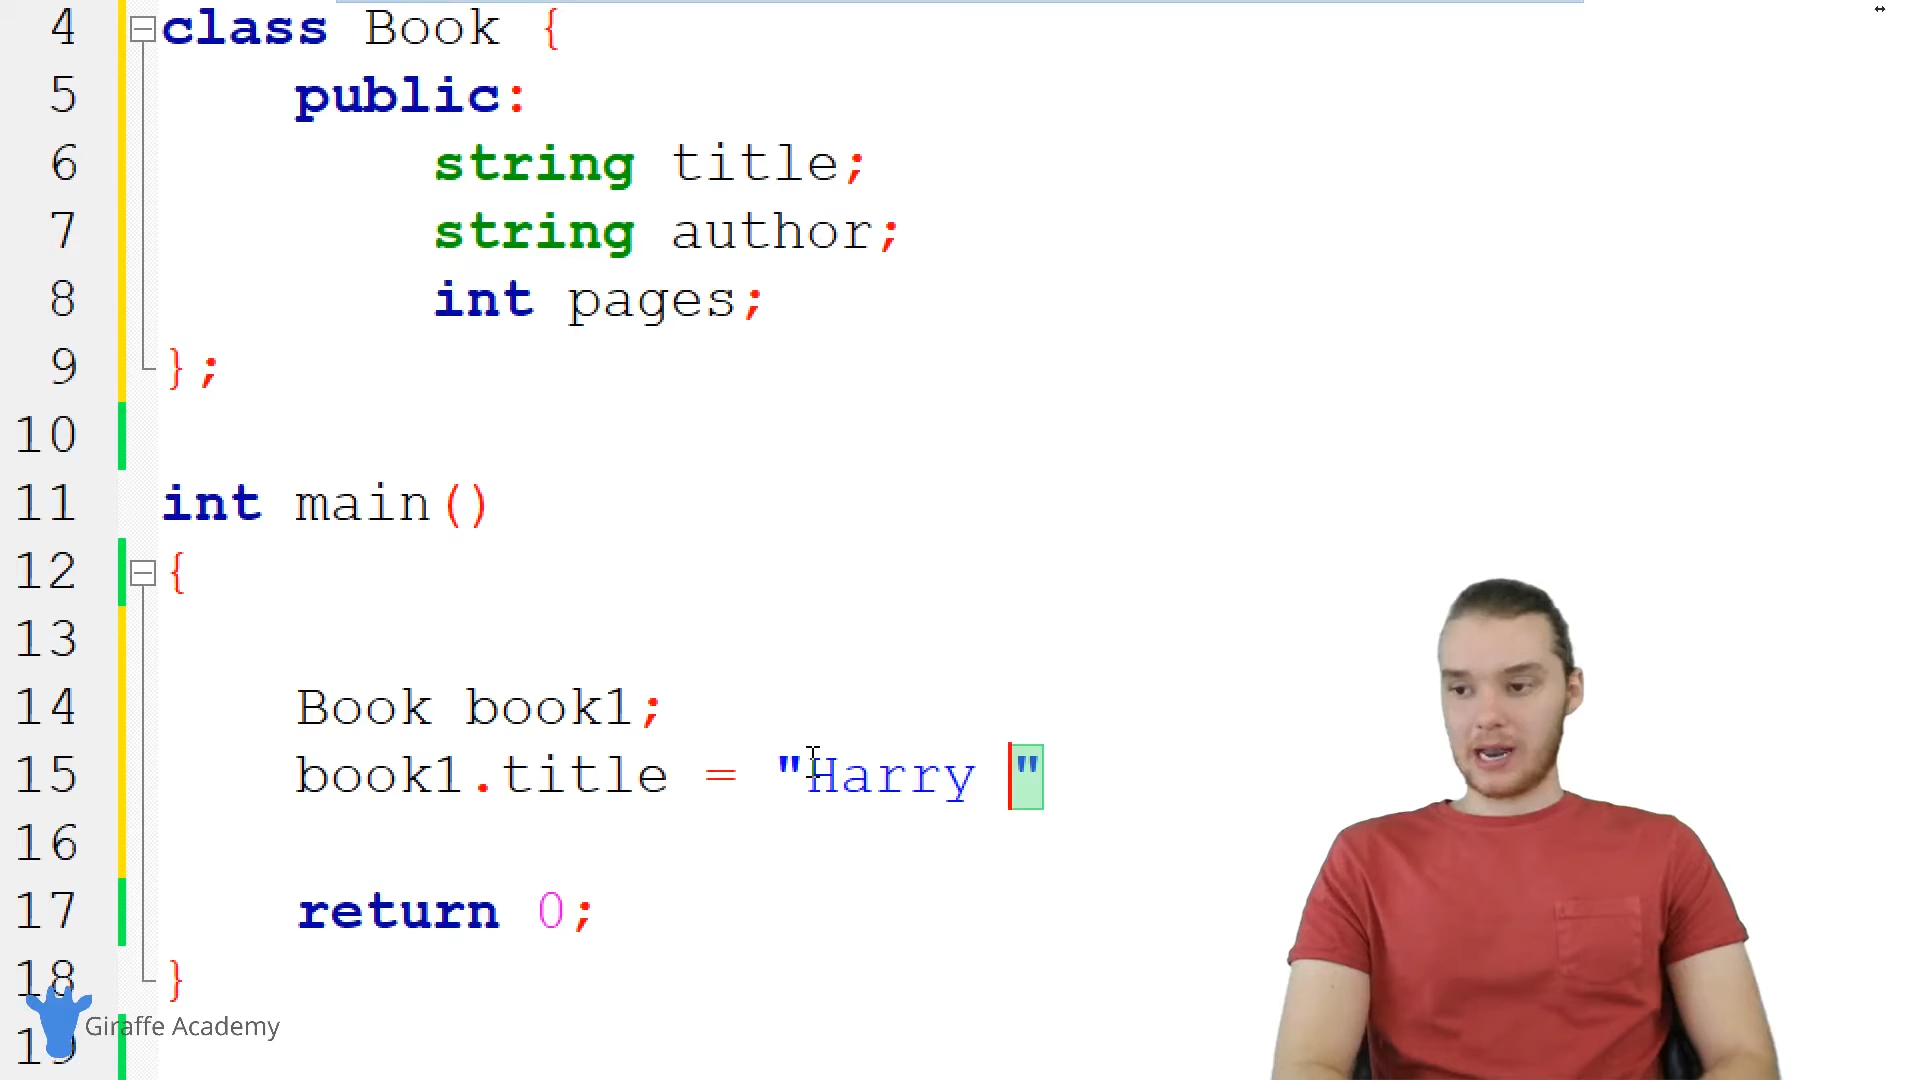 4 class Book {
5 public:
6 string title;
7 string author;
8 int pages;
9 };
10
11 int main()
12 {
13
14 Book book1;
15 book1.title = "Harry "
16
17 return 0;
18 }
Giraffe Academy
19